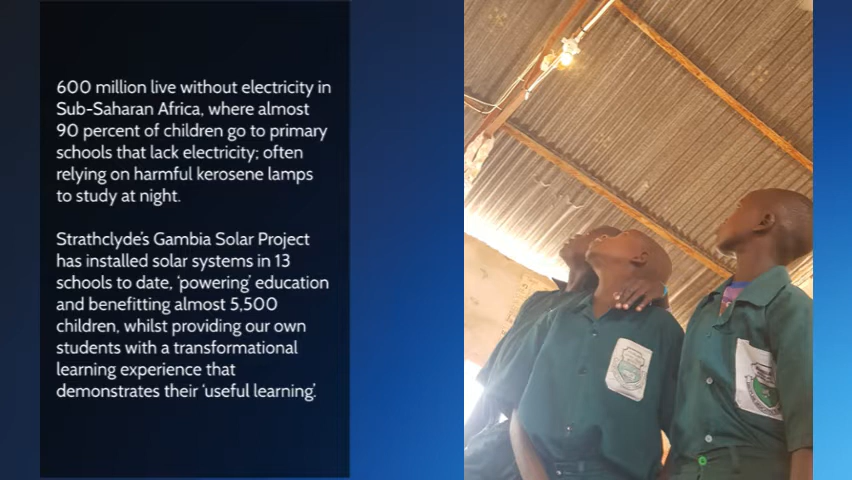 600 million live without electricity in
Sub-Saharan Africa, where almost
90 percent of children go to primary
schools that lack electricity; often
relying on harmful kerosene lamps
to study at night.
Strathclyde's Gambia Solar Project
has installed solar systems in 13
schools to date, 'powering' education
and benefitting almost 5,500
children, whilst providing our own
students with a transformational
learning experience that
demonstrates their 'useful learning'.